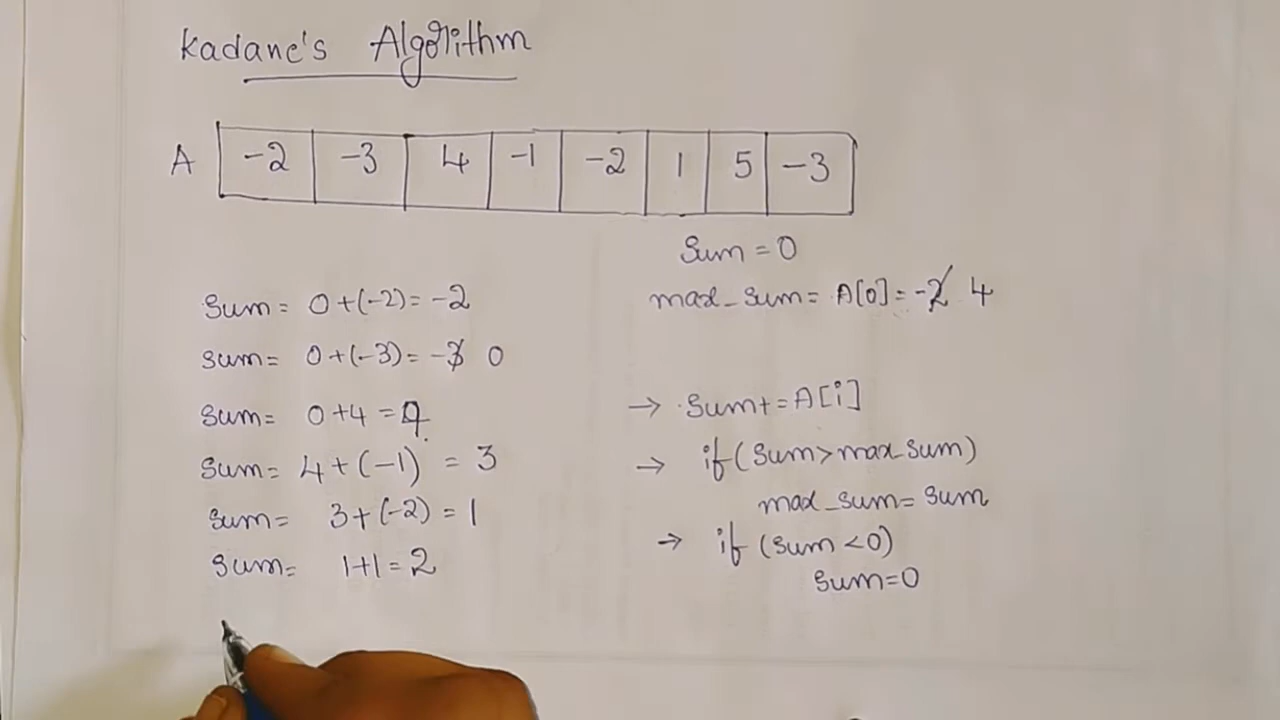 Kadane's Algorithm
A -2 -3 4 -1 -2 1 5 -3
Sum = 0
max_sum = A[0] = -2 4
Sum = 0+(-2) = -2
Sum = 0+(-3) = -3 0
Sum = 0+4 = 4
Sum = 4+(-1) = 3
Sum = 3+(-2) = 1
Sum = 1+1 = 2
→ Sum+=A[i]
→ if(Sum>max_sum)
max_sum = Sum
→ if (Sum <0)
Sum=0